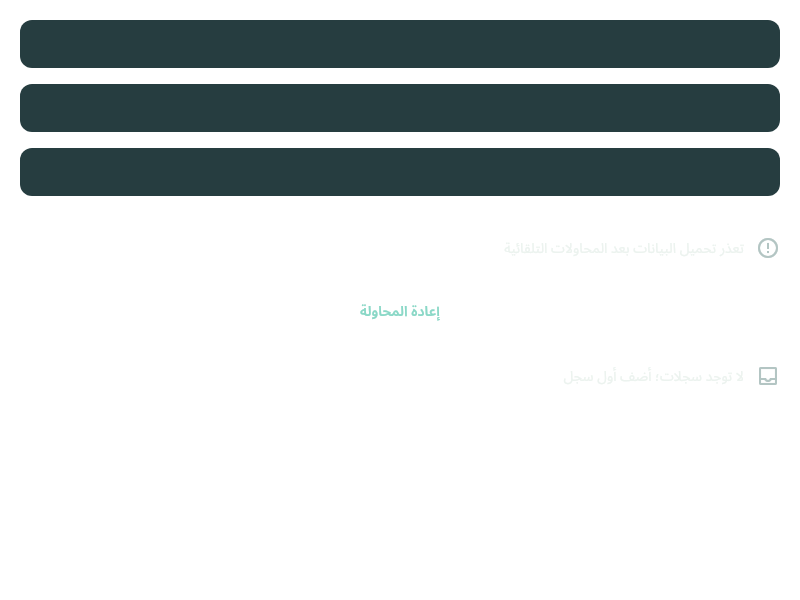 تعذر تحميل البيانات بعد المحاولات التلقائية
إعادة المحاولة
لا توجد سجلات؛ أضف أول سجل